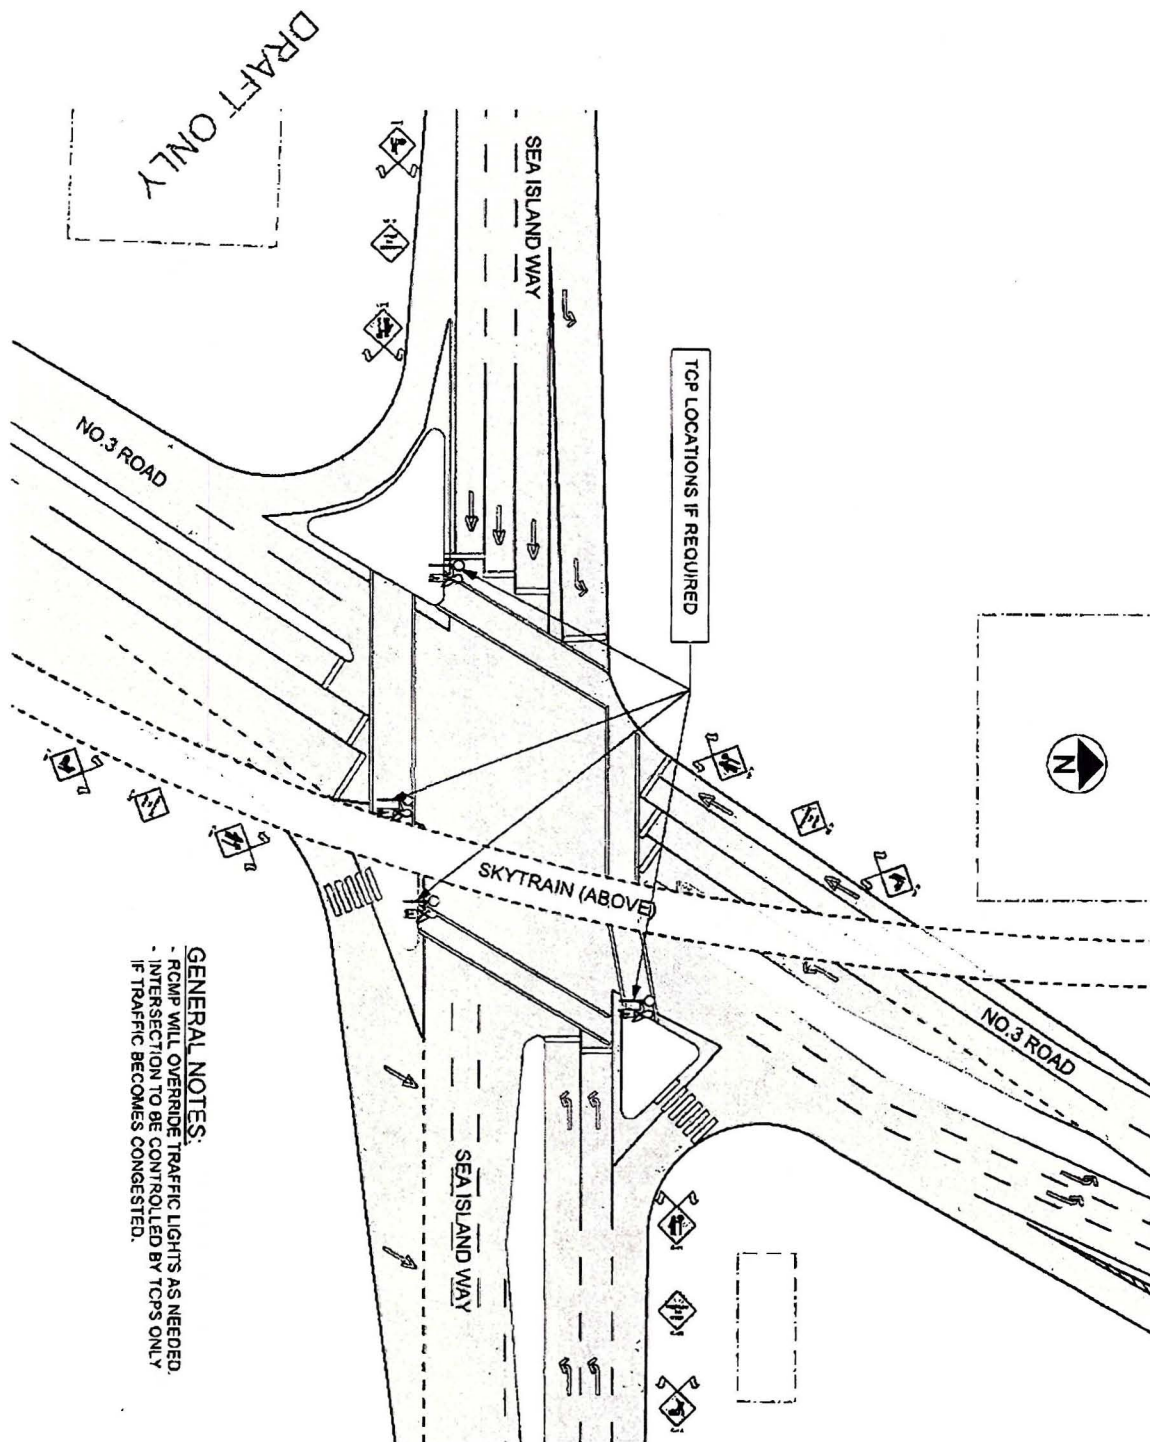 DRAFT ONLY
SEA ISLAND WAY
NO.3 ROAD
TCP LOCATIONS IF REQUIRED
N
SKYTRAIN (ABOVE)
NO.3 ROAD
SEA ISLAND WAY
GENERAL NOTES:
- RCMP WILL OVERRIDE TRAFFIC LIGHTS AS NEEDED.
- INTERSECTION TO BE CONTROLLED BY TCPS ONLY
IF TRAFFIC BECOMES CONGESTED.